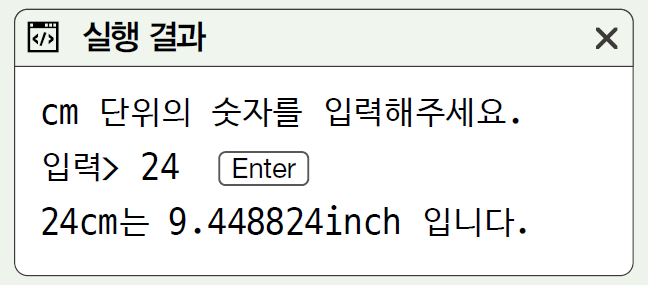 </> 실행 결과
cm 단위의 숫자를 입력해주세요.
입력> 24 Enter
24cm는 9.448824inch 입니다.